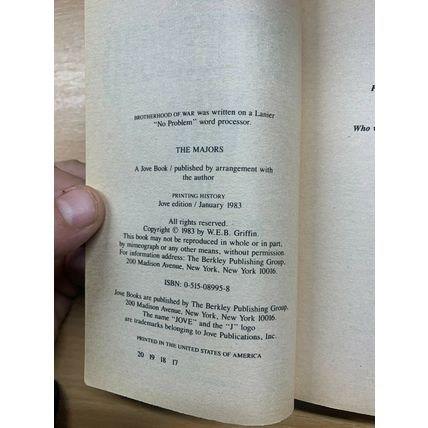 BROTHERHOOD OF WAR was written on a Lanier
"No Problem" word processor.
THE MAJORS
A Jove Book / published by arrangement with
the author
PRINTING HISTORY
Jove edition / January 1983
All rights reserved.
Copyright © 1983 by W.E.B. Griffin.
This book may not be reproduced in whole or in part,
by mimeograph or any other means, without permission.
For information address: The Berkley Publishing Group,
200 Madison Avenue, New York, New York 10016.
ISBN: 0-515-08995-8
Jove Books are published by The Berkley Publishing Group,
200 Madison Avenue, New York, New York 10016.
The name "JOVE" and the "J" logo
are trademarks belonging to Jove Publications, Inc.
PRINTED IN THE UNITED STATES OF AMERICA
20 19 18 17
Who